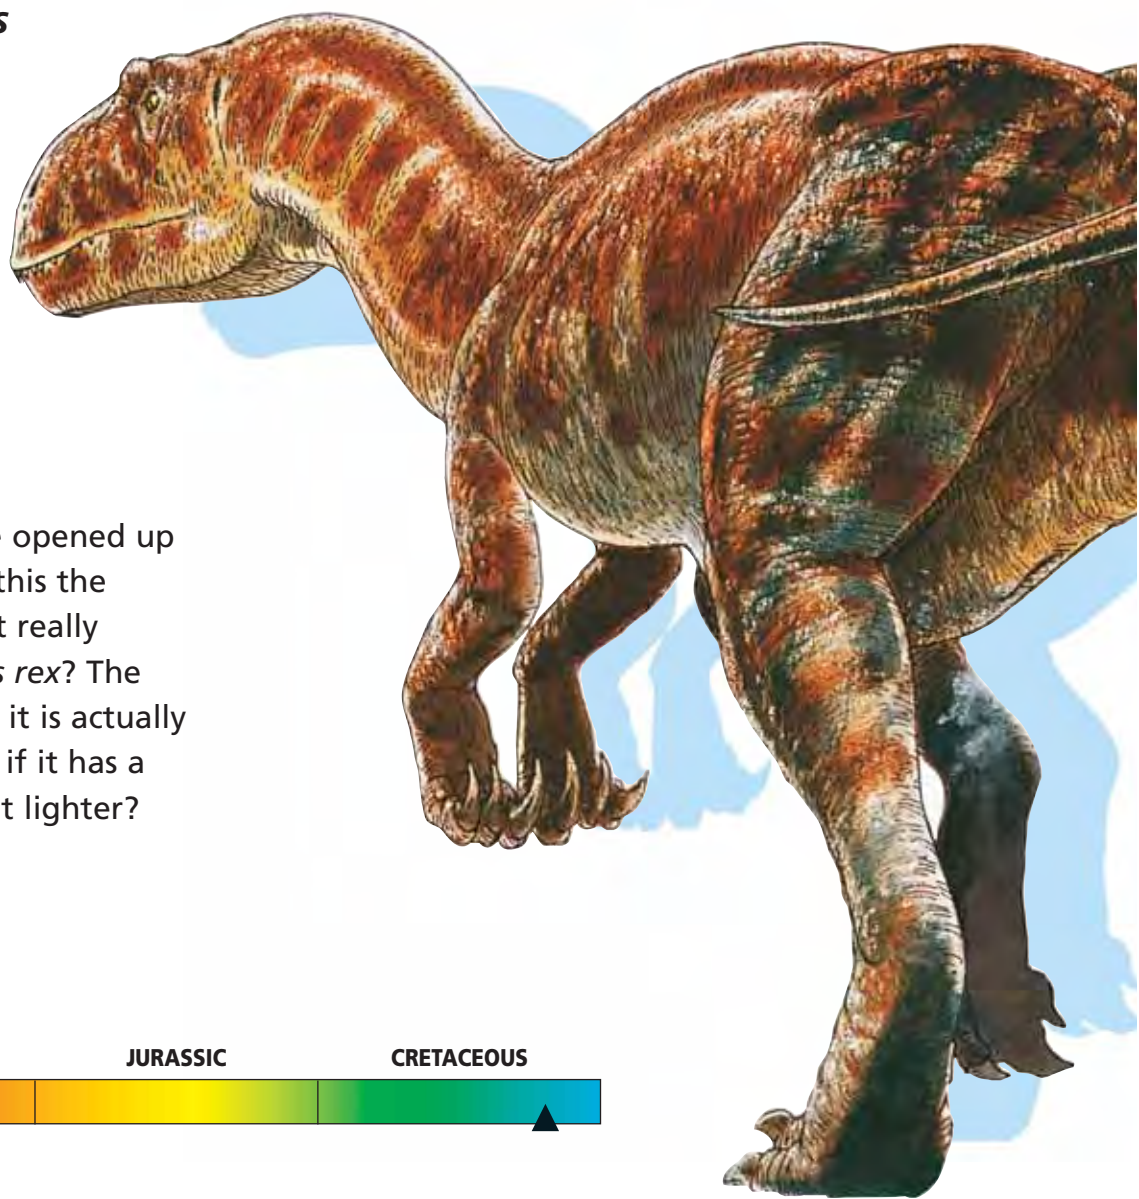 s
opened up
this the
t really
s rex? The
it is actually
if it has a
t lighter?
JURASSIC
CRETACEOUS